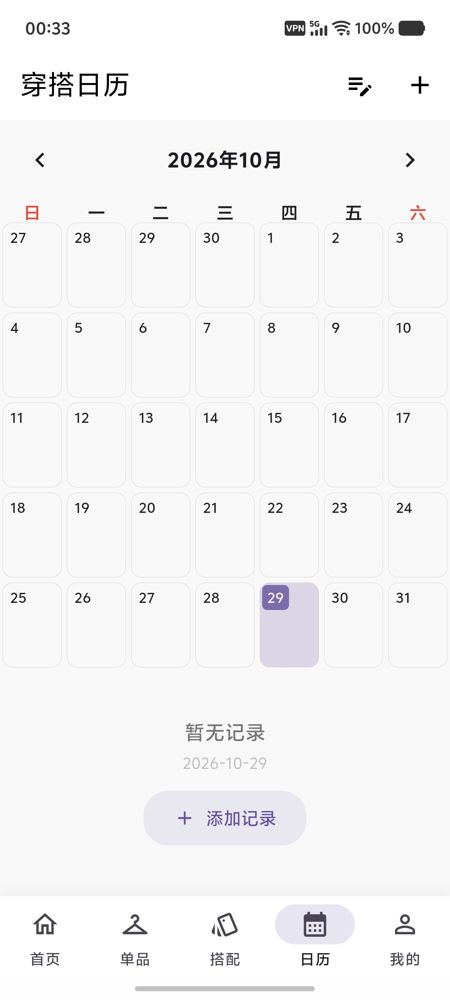 00:33 VPN 5G 100%
穿搭日历
2026年10月
日 一 二 三 四 五 六
27 28 29 30 1 2 3
4 5 6 7 8 9 10
11 12 13 14 15 16 17
18 19 20 21 22 23 24
25 26 27 28 29 30 31
暂无记录
2026-10-29
添加记录
首页 单品 搭配 日历 我的